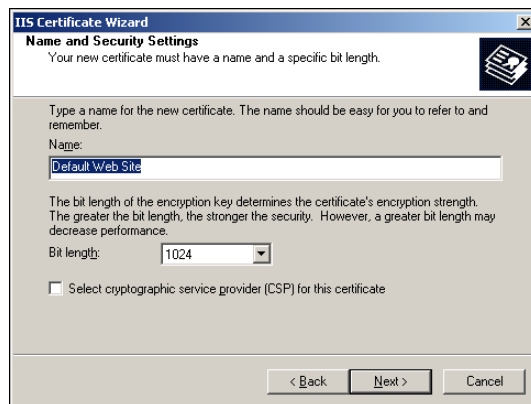 IIS Certificate Wizard
Name and Security Settings
Your new certificate must have a name and a specific bit length.
Type a name for the new certificate. The name should be easy for you to refer to and
remember.
Name:
Default Web Site
The bit length of the encryption key determines the certificate's encryption strength.
The greater the bit length, the stronger the security. However, a greater bit length may
decrease performance.
Bit length: 1024
Select cryptographic service provider (CSP) for this certificate
< Back Next > Cancel